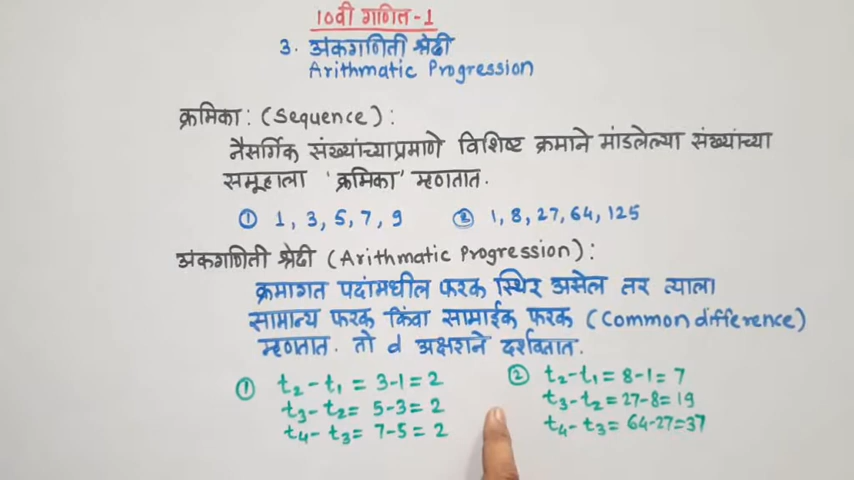 10वी गणित-1
3. अंकगणिती श्रेढी
Arithmatic Progression
क्रमिका: (Sequence):
नैसर्गिक संख्यांच्याप्रमाणे विशिष्ट क्रमाने मांडलेल्या संख्यांच्या
समूहाला 'क्रमिका' म्हणतात.
① 1, 3, 5, 7, 9 ② 1, 8, 27, 64, 125
अंकगणिती श्रेढी (Arithmatic Progression):
क्रमागत पदांमधील फरक स्थिर असेल तर त्याला
सामान्य फरक किंवा सामाईक फरक (Common difference)
म्हणतात. तो d अक्षराने दर्शवितात.
① t₂-t₁ = 3-1 = 2 ② t₂-t₁ = 8-1 = 7
t₃-t₂ = 5-3 = 2 t₃-t₂ = 27-8 = 19
t₄-t₃ = 7-5 = 2 t₄-t₃ = 64-27=37